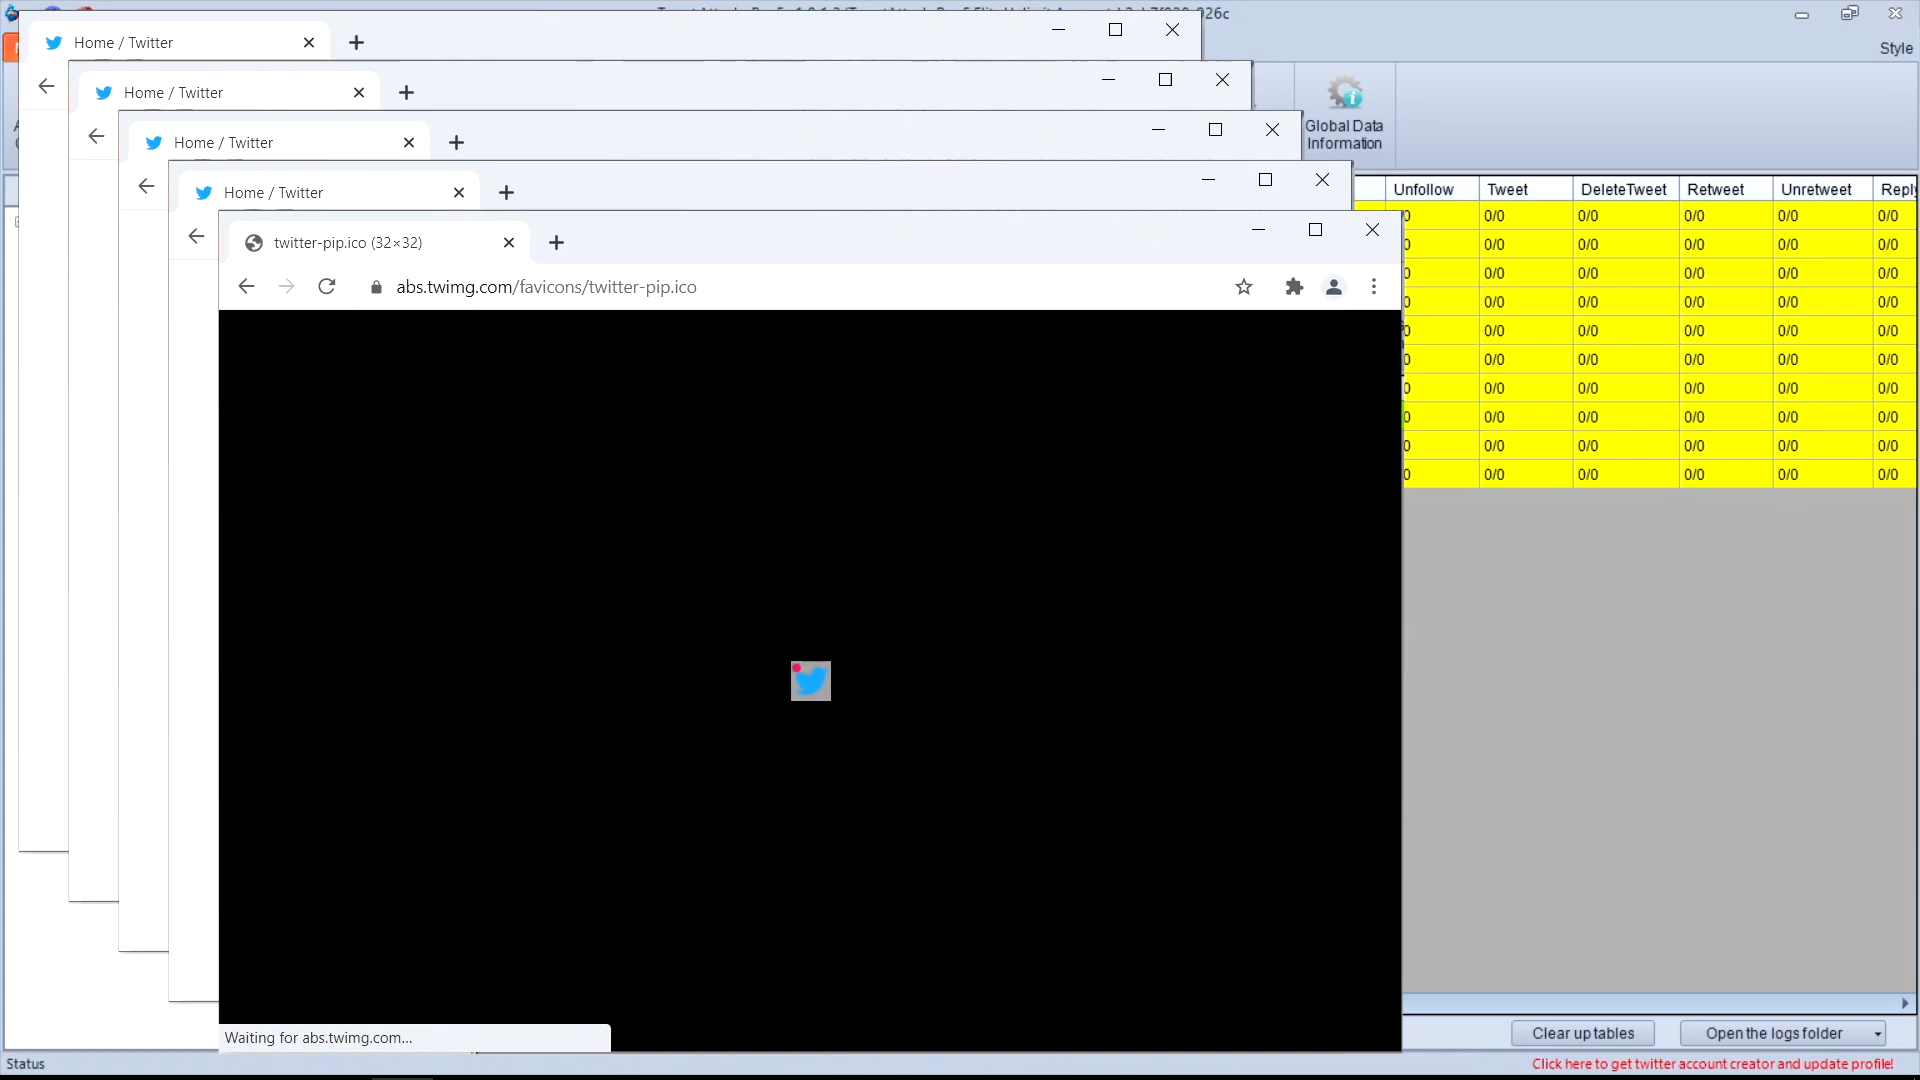 Home / Twitter
Style
Home / Twitter
Home / Twitter
Global Data
Information
Home / Twitter
Unfollow Tweet DeleteTweet Retweet Unretweet Reply
0/0 0/0 0/0 0/0 0/0
twitter-pip.ico (32×32)
0/0 0/0 0/0 0/0 0/0
0/0 0/0 0/0 0/0 0/0
abs.twimg.com/favicons/twitter-pip.ico
0/0 0/0 0/0 0/0 0/0
0/0 0/0 0/0 0/0 0/0
0/0 0/0 0/0 0/0 0/0
0/0 0/0 0/0 0/0 0/0
0/0 0/0 0/0 0/0 0/0
0/0 0/0 0/0 0/0 0/0
0/0 0/0 0/0 0/0 0/0
Waiting for abs.twimg.com...
Clear up tables
Open the logs folder
Status
Click here to get twitter account creator and update profile!